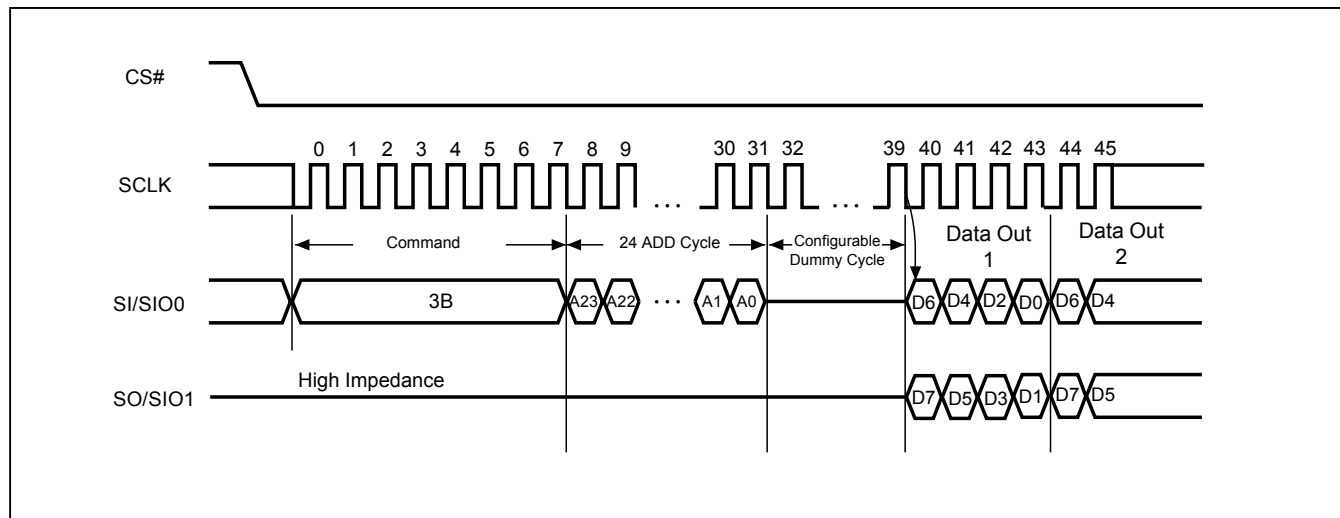 CS#
0 1 2 3 4 5 6 7 8 9 30 31 32 39 40 41 42 43 44 45
SCLK
... ...
Command 24 ADD Cycle Configurable Dummy Cycle Data Out 1 Data Out 2
SI/SIO0 3B A23 A22 ... A1 A0 D6 D4 D2 D0 D6 D4
High Impedance
SO/SIO1 D7 D5 D3 D1 D7 D5